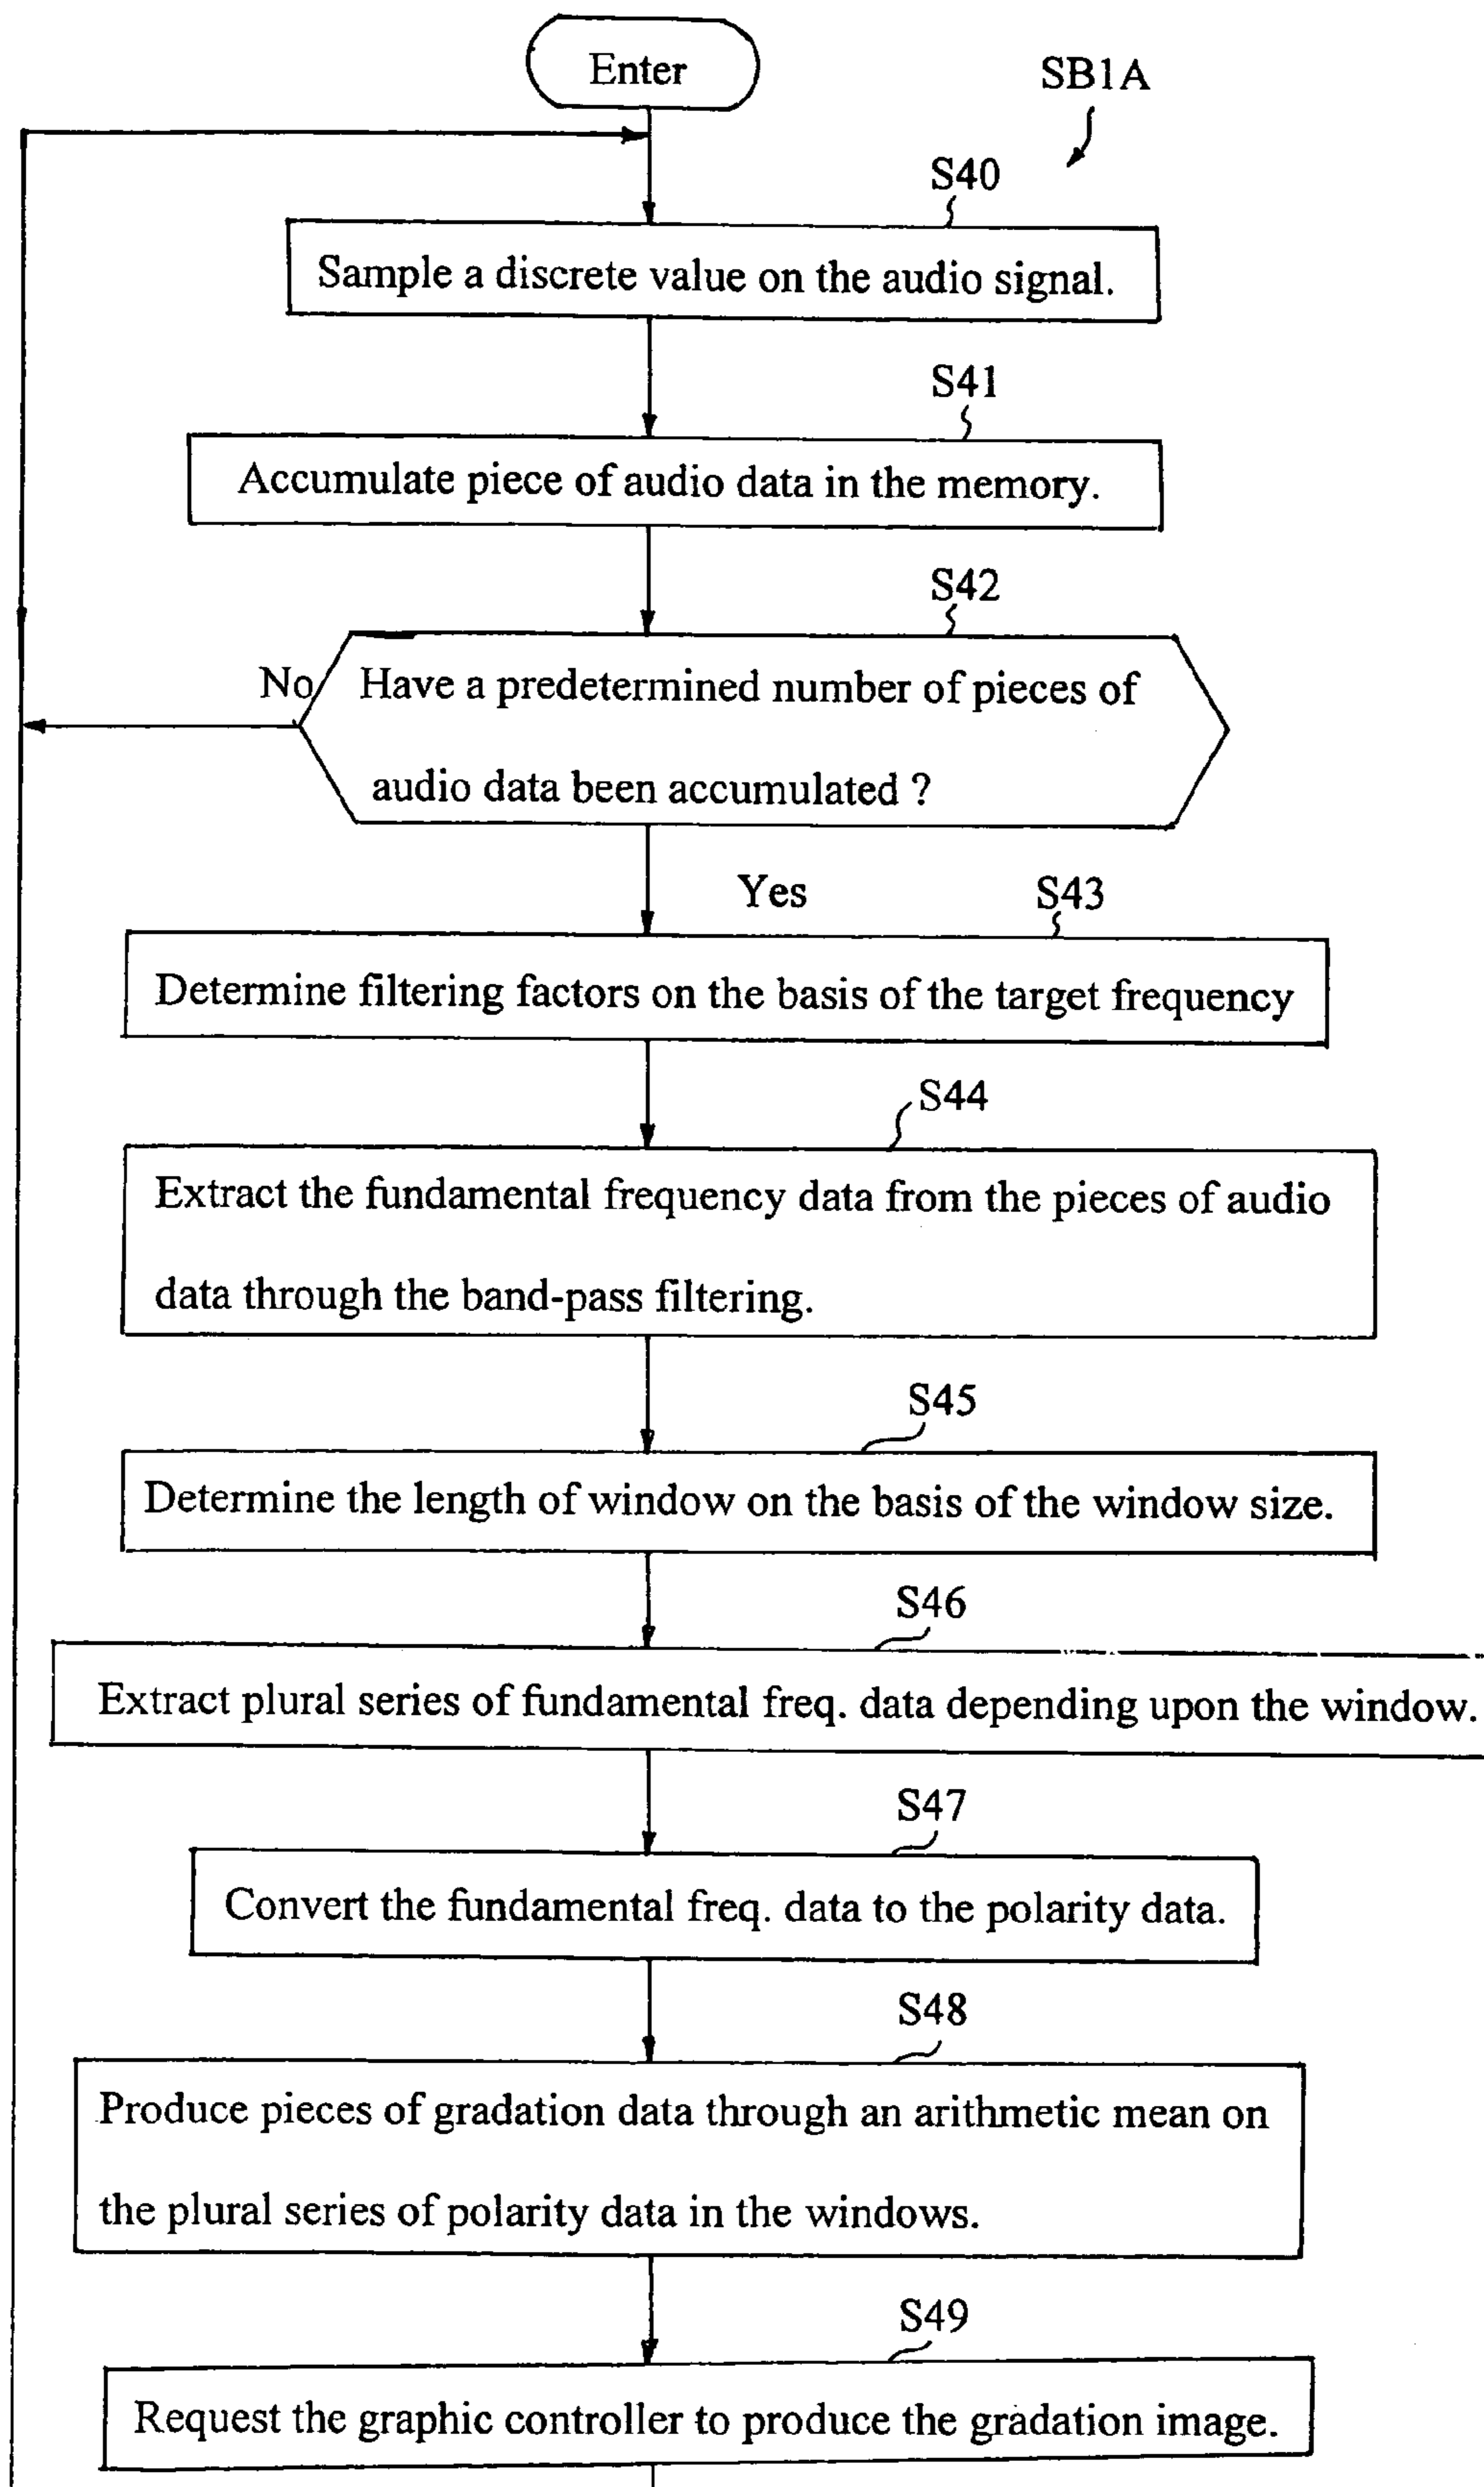 Enter
SB1A
S40
Sample a discrete value on the audio signal.
S41
Accumulate piece of audio data in the memory.
S42
No
Have a predetermined number of pieces of
audio data been accumulated ?
Yes
S43
Determine filtering factors on the basis of the target frequency
S44
Extract the fundamental frequency data from the pieces of audio
data through the band-pass filtering.
S45
Determine the length of window on the basis of the window size.
S46
Extract plural series of fundamental freq. data depending upon the window.
S47
Convert the fundamental freq. data to the polarity data.
S48
Produce pieces of gradation data through an arithmetic mean on
the plural series of polarity data in the windows.
S49
Request the graphic controller to produce the gradation image.